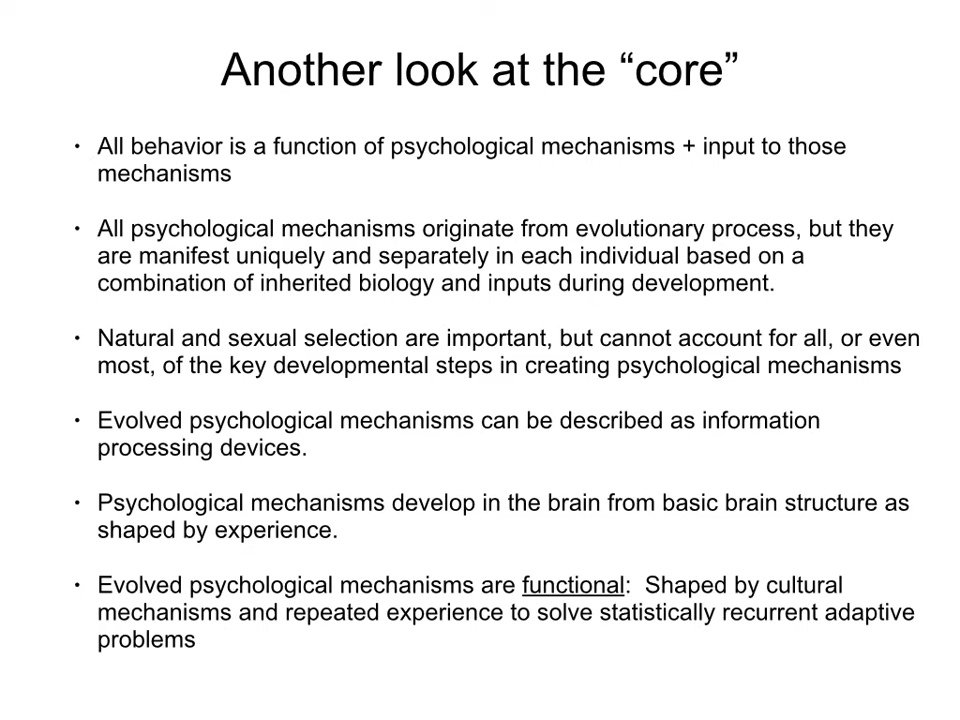 Another look at the “core”
• All behavior is a function of psychological mechanisms + input to those
mechanisms
• All psychological mechanisms originate from evolutionary process, but they
are manifest uniquely and separately in each individual based on a
combination of inherited biology and inputs during development.
• Natural and sexual selection are important, but cannot account for all, or even
most, of the key developmental steps in creating psychological mechanisms
• Evolved psychological mechanisms can be described as information
processing devices.
• Psychological mechanisms develop in the brain from basic brain structure as
shaped by experience.
• Evolved psychological mechanisms are functional:  Shaped by cultural
mechanisms and repeated experience to solve statistically recurrent adaptive
problems